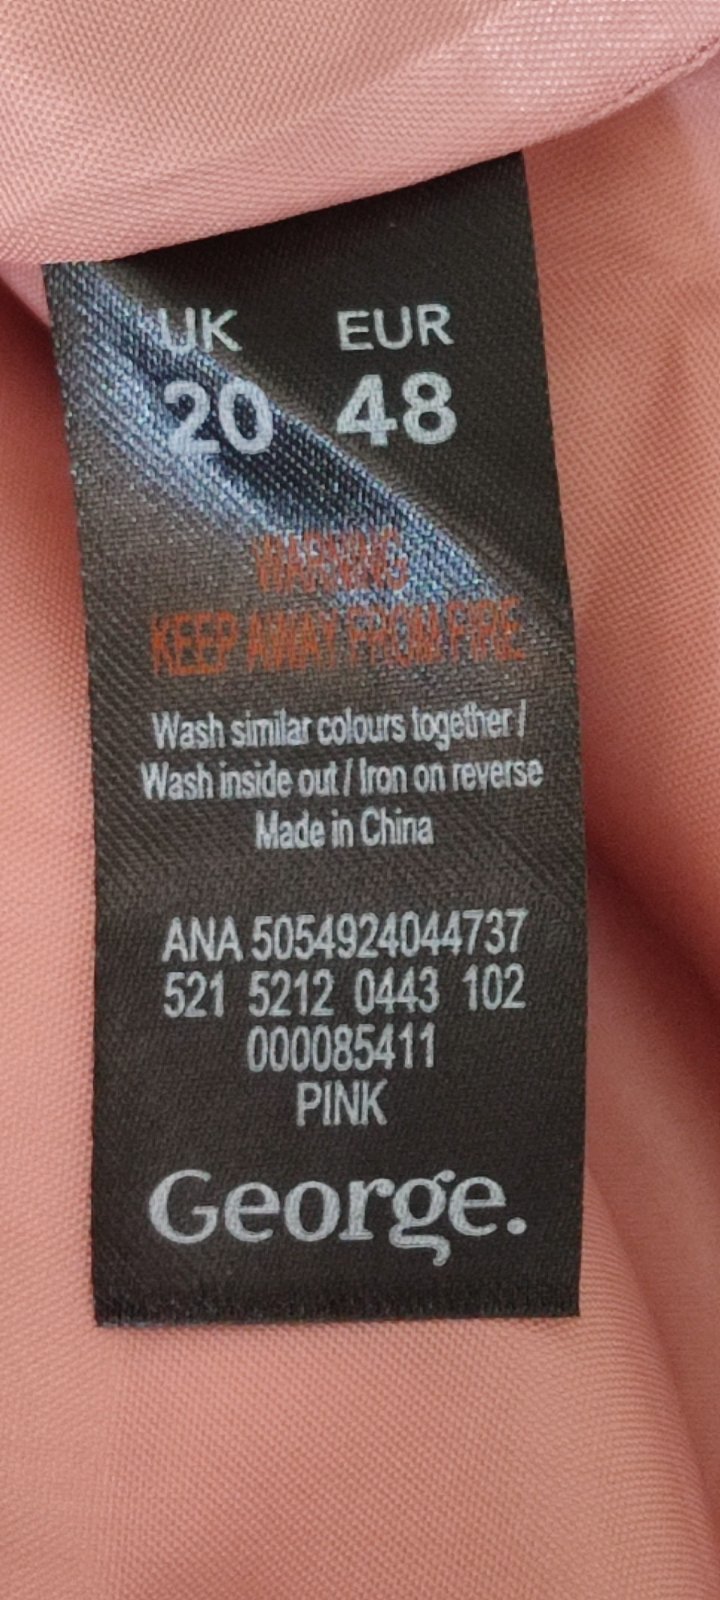 UK EUR
20 48
WARNING
KEEP AWAY FROM FIRE
Wash similar colours together /
Wash inside out / Iron on reverse
Made in China
ANA 5054924044737
521 5212 0443 102
000085411
PINK
George.